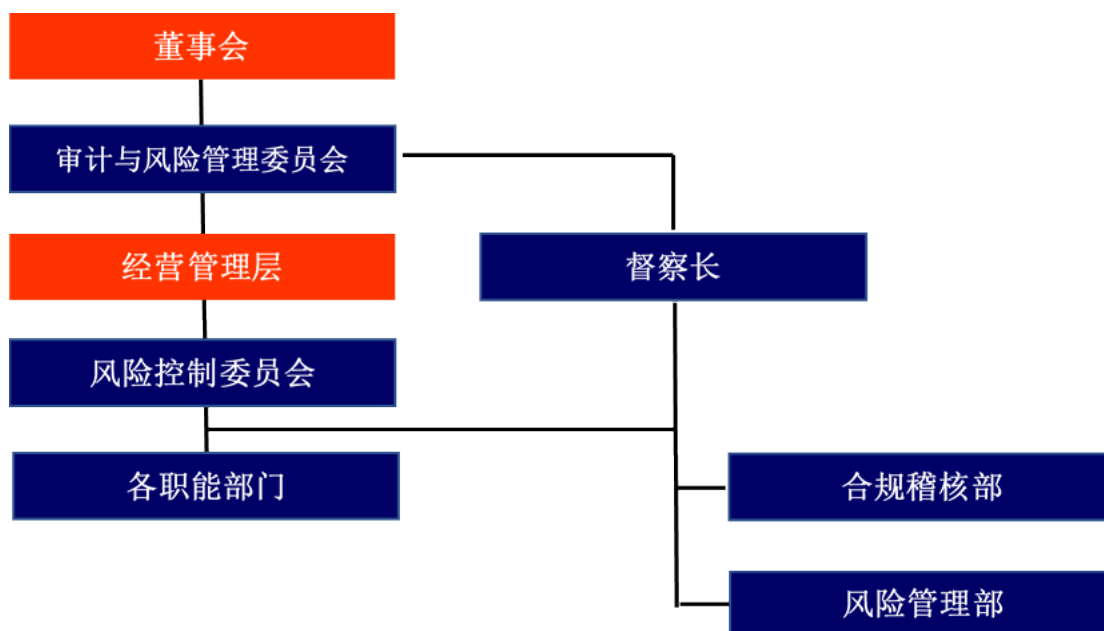 董事会
审计与风险管理委员会
经营管理层
督察长
风险控制委员会
各职能部门
合规稽核部
风险管理部